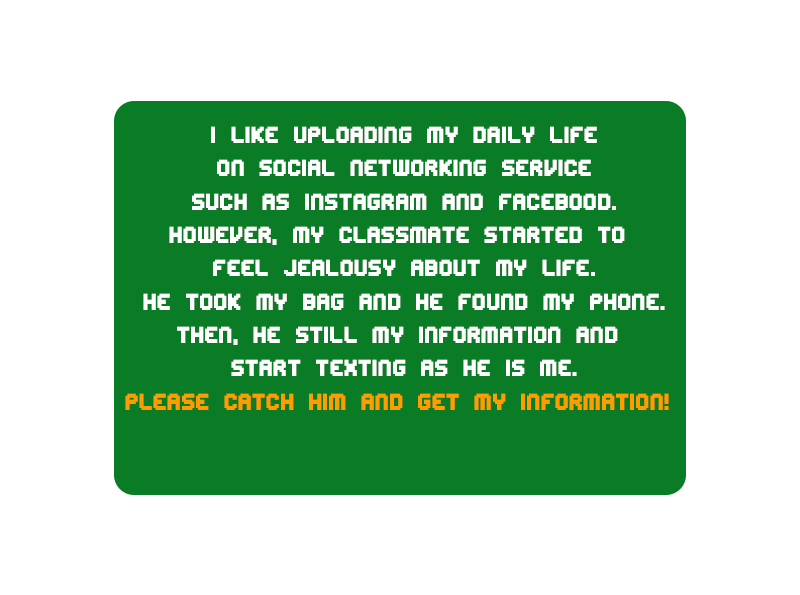 I LIKE UPLOADING MY DAILY LIFE
ON SOCIAL NETWORKING SERVICE
SUCH AS INSTAGRAM AND FACEBOOD.
HOWEVER, MY CLASSMATE STARTED TO
FEEL JEALOUSY ABOUT MY LIFE.
HE TOOK MY BAG AND HE FOUND MY PHONE.
THEN, HE STILL MY INFORMATION AND
START TEXTING AS HE IS ME.
PLEASE CATCH HIM AND GET MY INFORMATION!